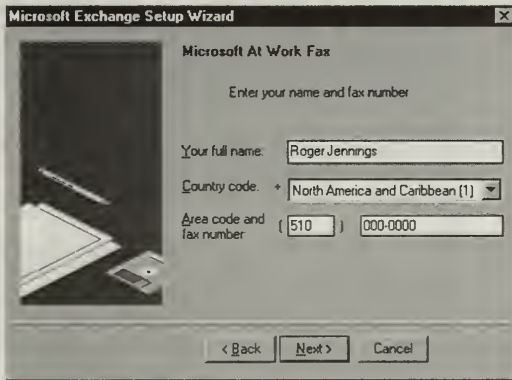 Microsoft Exchange Setup Wizard
Microsoft At Work Fax
Enter your name and fax number
Your full name: Roger Jennings
Country code. + North America and Caribbean (1)
Area code and fax number ( 510 ) 000-0000
< Back Next > Cancel